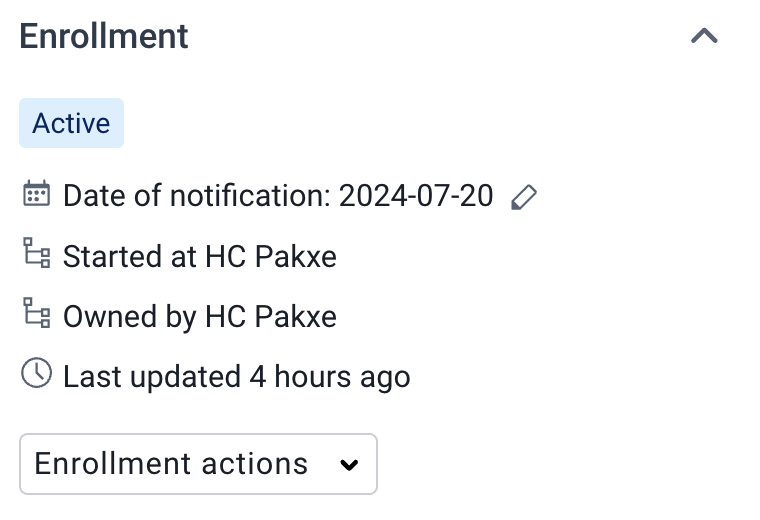 Enrollment
Active
Date of notification: 2024-07-20
Started at HC Pakxe
Owned by HC Pakxe
Last updated 4 hours ago
Enrollment actions